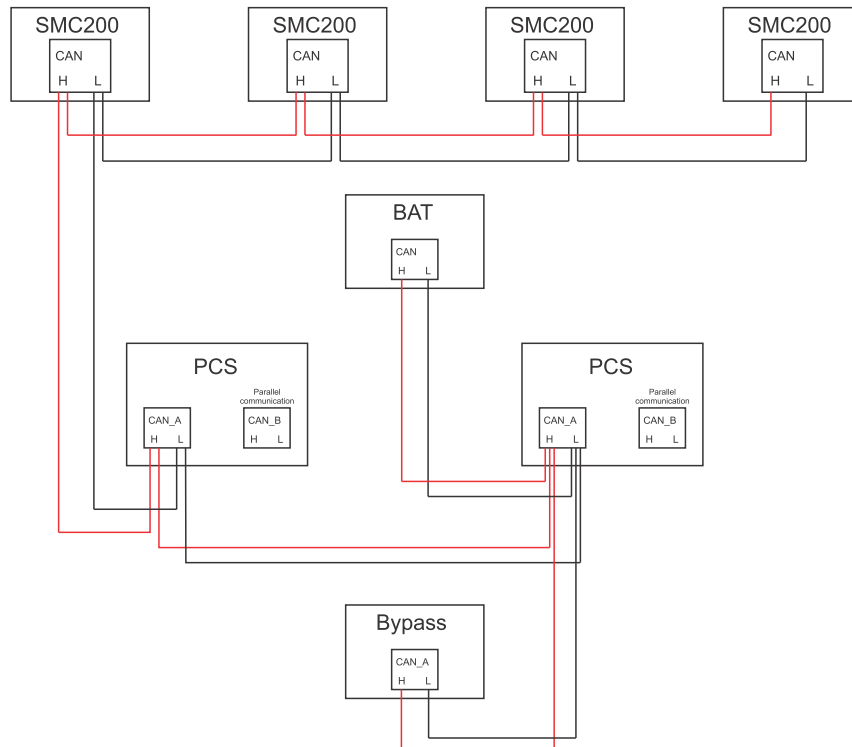 SMC200
CAN
H L
SMC200
CAN
H L
SMC200
CAN
H L
SMC200
CAN
H L
BAT
CAN
H L
PCS
CAN_A
H L
Parallel
communication
CAN_B
H L
PCS
CAN_A
H L
Parallel
communication
CAN_B
H L
Bypass
CAN_A
H L